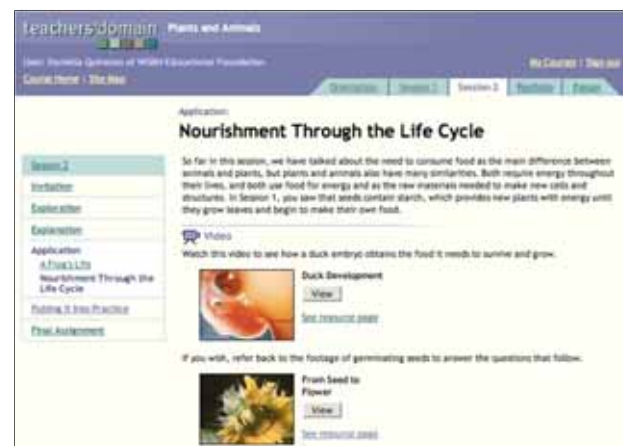 teachers' domain Plants and Animals
User: Daniella Quinones of WGBH Educational Foundation
My Courses | Sign out
Course Home | Site Map
Orientation Session 1 Session 2 Portfolio Forum
Application:
Nourishment Through the Life Cycle
Session 2
Invitation
Exploration
Explanation
Application
A Frog's Life
Nourishment Through the
Life Cycle
Putting It Into Practice
Final Assignment
So far in this session, we have talked about the need to consume food as the main difference between
animals and plants, but plants and animals also have many similarities. Both require energy throughout
their lives, and both use food for energy and as the raw materials needed to make new cells and
structures. In Session 1, you saw that seeds contain starch, which provides new plants with energy until
they grow leaves and begin to make their own food.
Video
Watch this video to see how a duck embryo obtains the food it needs to survive and grow.
Duck Development
View
See resource page
If you wish, refer back to the footage of germinating seeds to answer the questions that follow.
From Seed to
Flower
View
See resource page